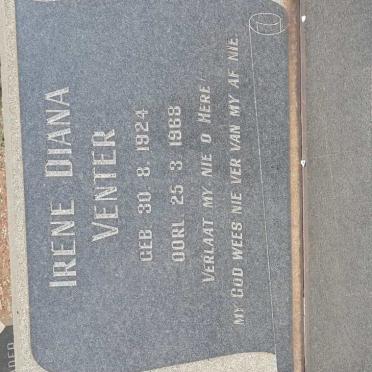 IRENE DIANA
VENTER
GEB 30. 8. 1924
OORL 25 3 1968
VERLAAT MY NIE O HERE!
MY GOD WEES NIE VER VAN MY AF NIE.